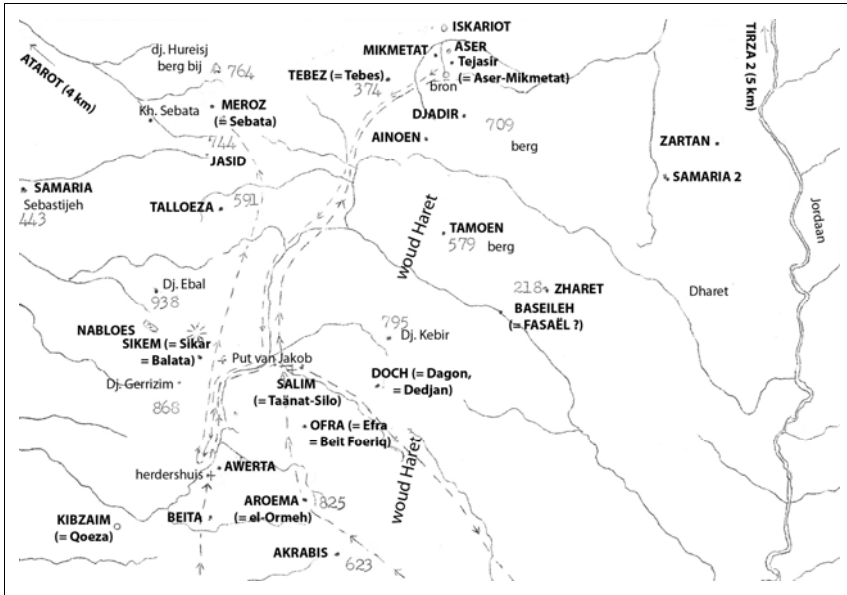 ISKARIOT
dj. Hureisj
berg bij
764
MIKMETAT
ASER
Tejasir
(= Aser-Mikmetat)
TEBEZ (= Tebes)
374
bron
ATAROT (4 km)
TIRZA 2 (5 km)
MEROZ
(= Sebata)
Kh. Sebata
DJADIR
709
berg
AINOEN
744
JASID
ZARTAN
SAMARIA
Sebastijeh
443
SAMARIA 2
TALLOEZA
591
Jordaan
woud Haret
TAMOEN
579 berg
Dj. Ebal
938
218
ZHARET
Dharet
BASEILEH
(= FASAËL ?)
NABLOES
SIKEM (= Sikar
= Balata)
795
Dj. Kebir
Put van Jakob
Dj. Gerrizim
868
SALIM
(= Taänat-Silo)
DOCH (= Dagon,
= Dedjan)
OFRA (= Efra
= Beit Foeriq)
woud Haret
herdershuis
AWERTA
KIBZAIM
(= Qoeza)
BEITA
AROEMA
(= el-Ormeh)
825
AKRABIS
623